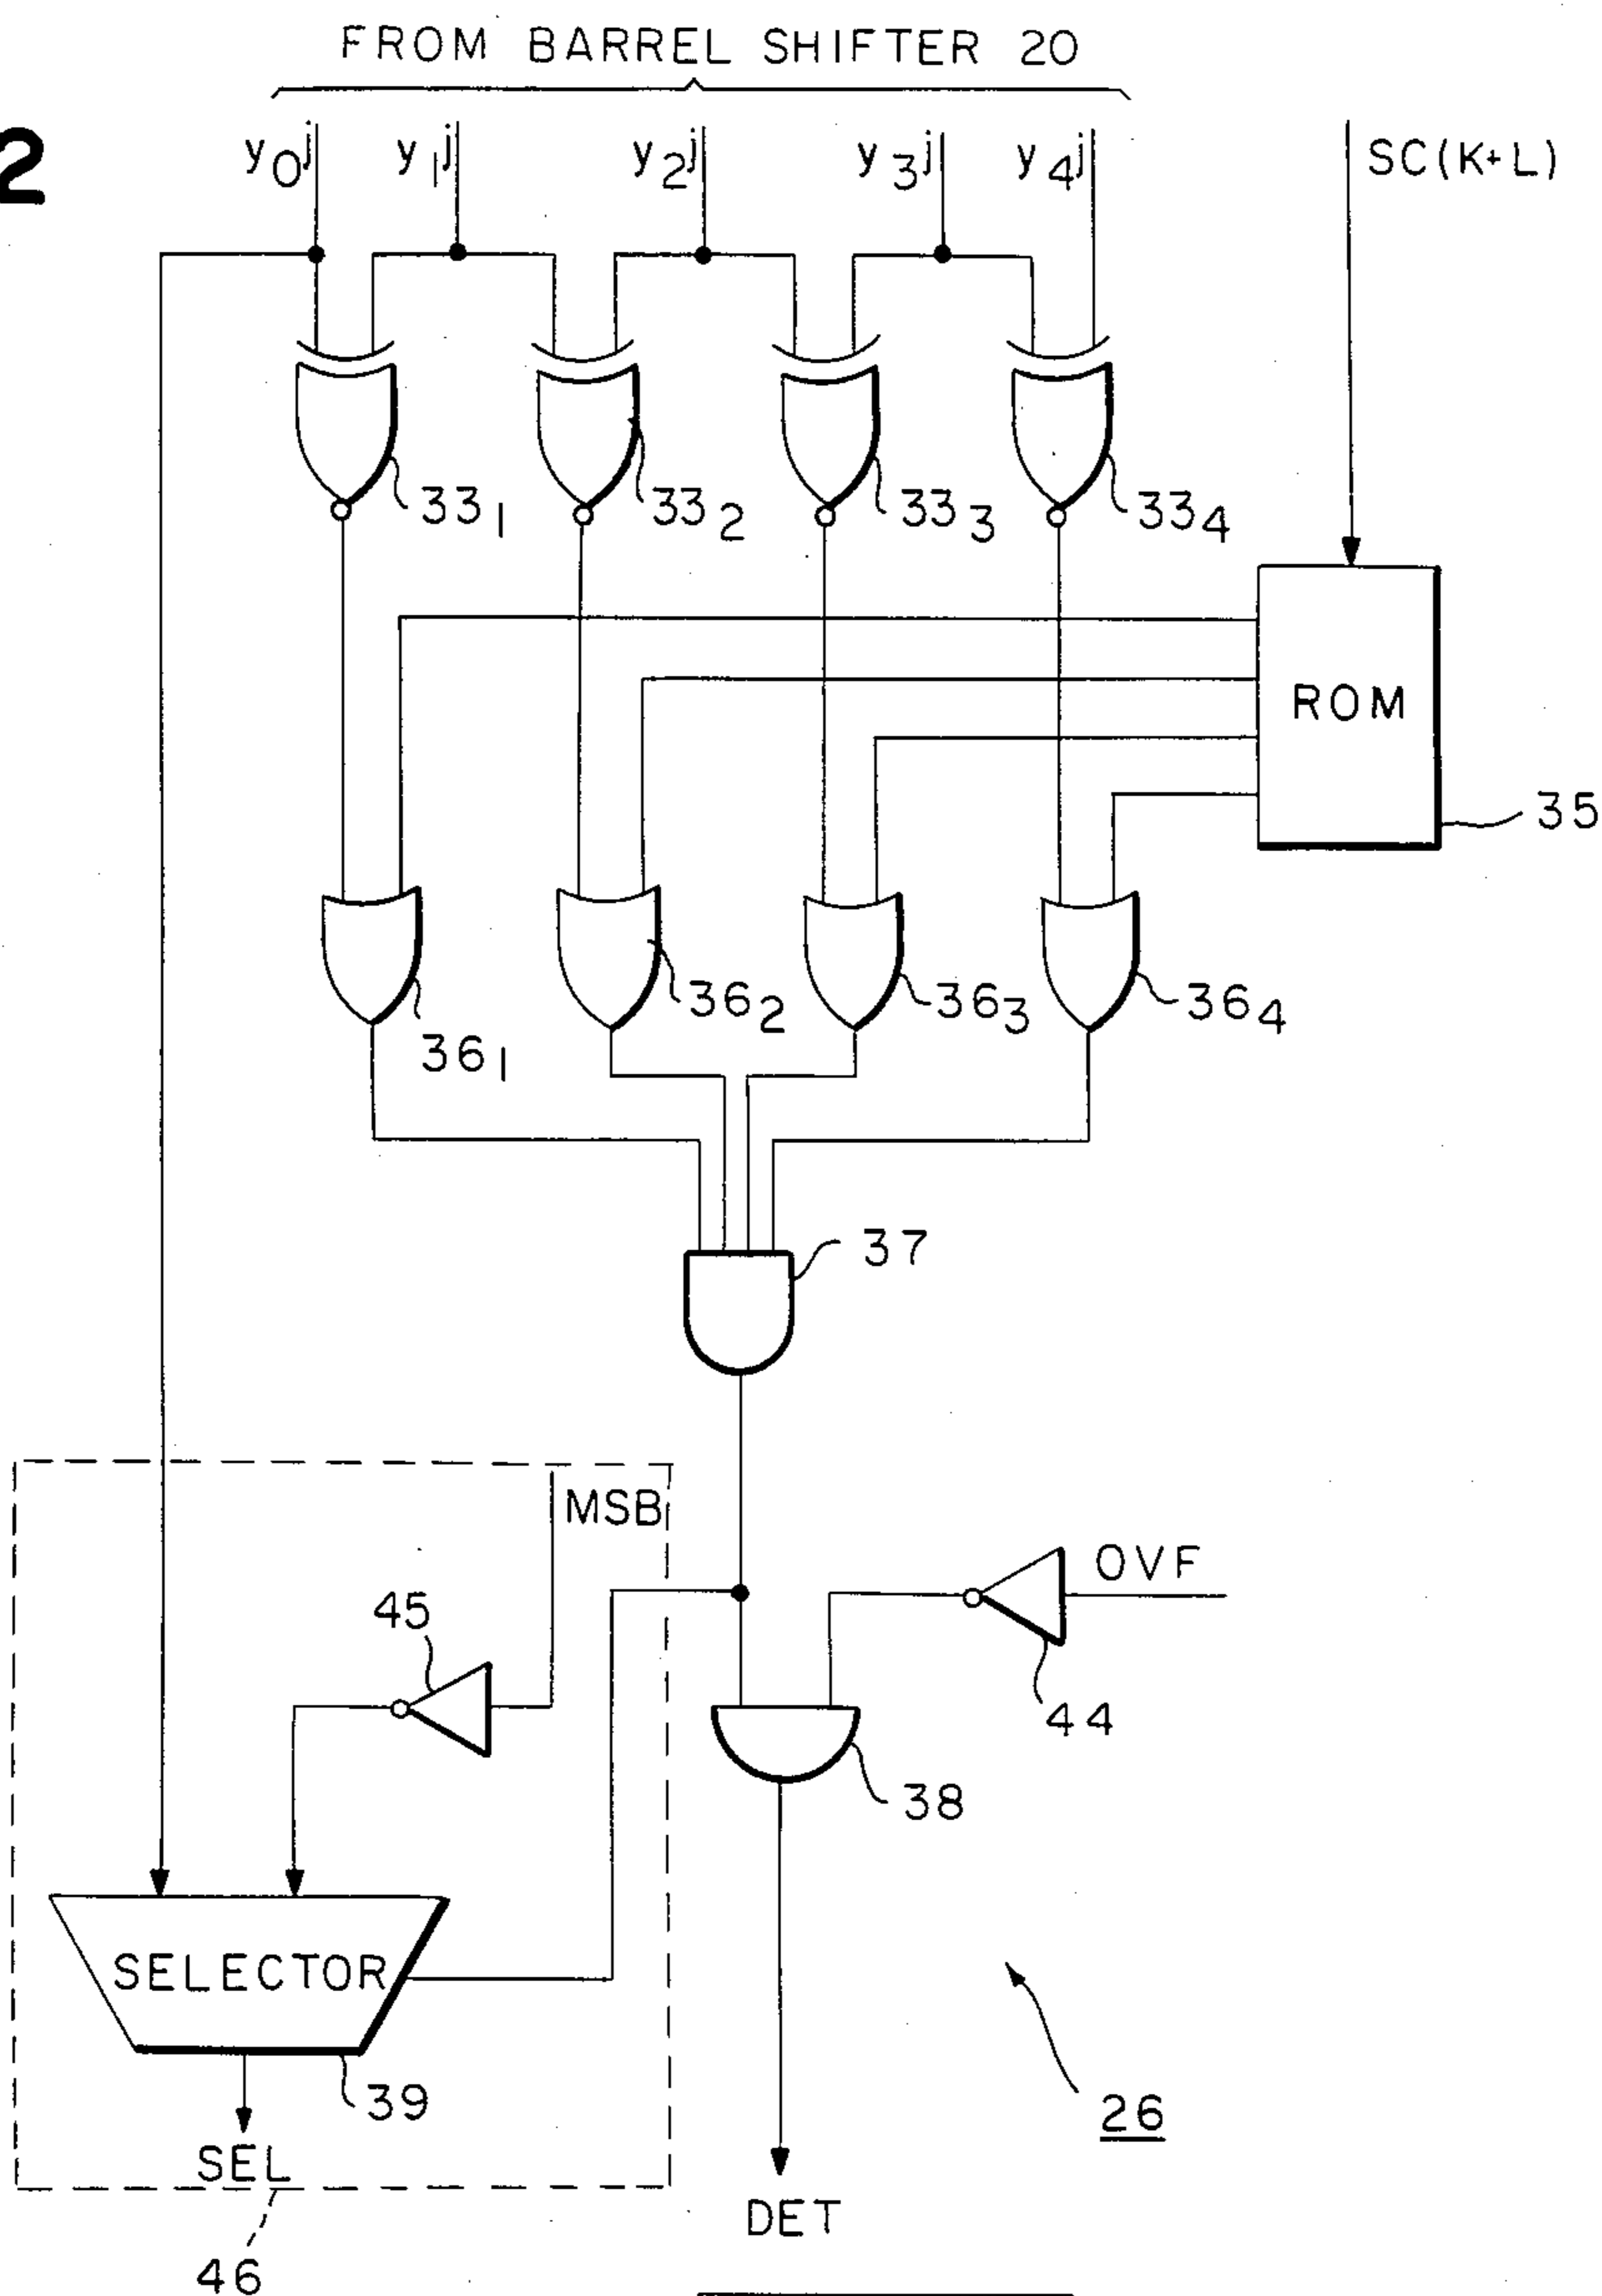 FROM BARREL SHIFTER 20
2
y0j y1j y2j y3j y4j SC(K+L)
331 332 333 334
ROM
35
361 362 363 364
37
MSB
OVF
45
44
38
SELECTOR
39
26
SEL
DET
46